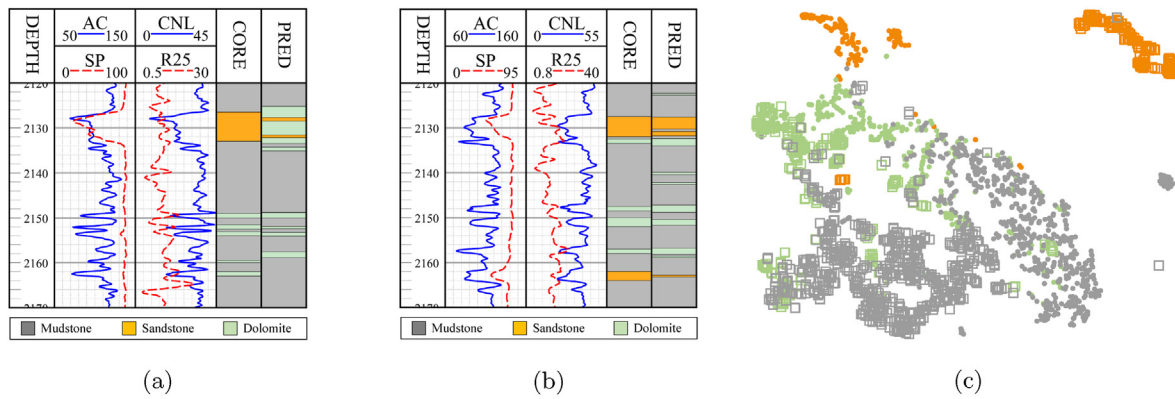 DEPTH
AC
50 150
SP
0 100
CNL
0 45
R25
0.5 30
CORE
PRED
2120
2130
2140
2150
2160
2170
Mudstone Sandstone Dolomite
(a)
DEPTH
AC
60 160
SP
0 95
CNL
0 55
R25
0.8 40
CORE
PRED
2120
2130
2140
2150
2160
2170
Mudstone Sandstone Dolomite
(b)
(c)